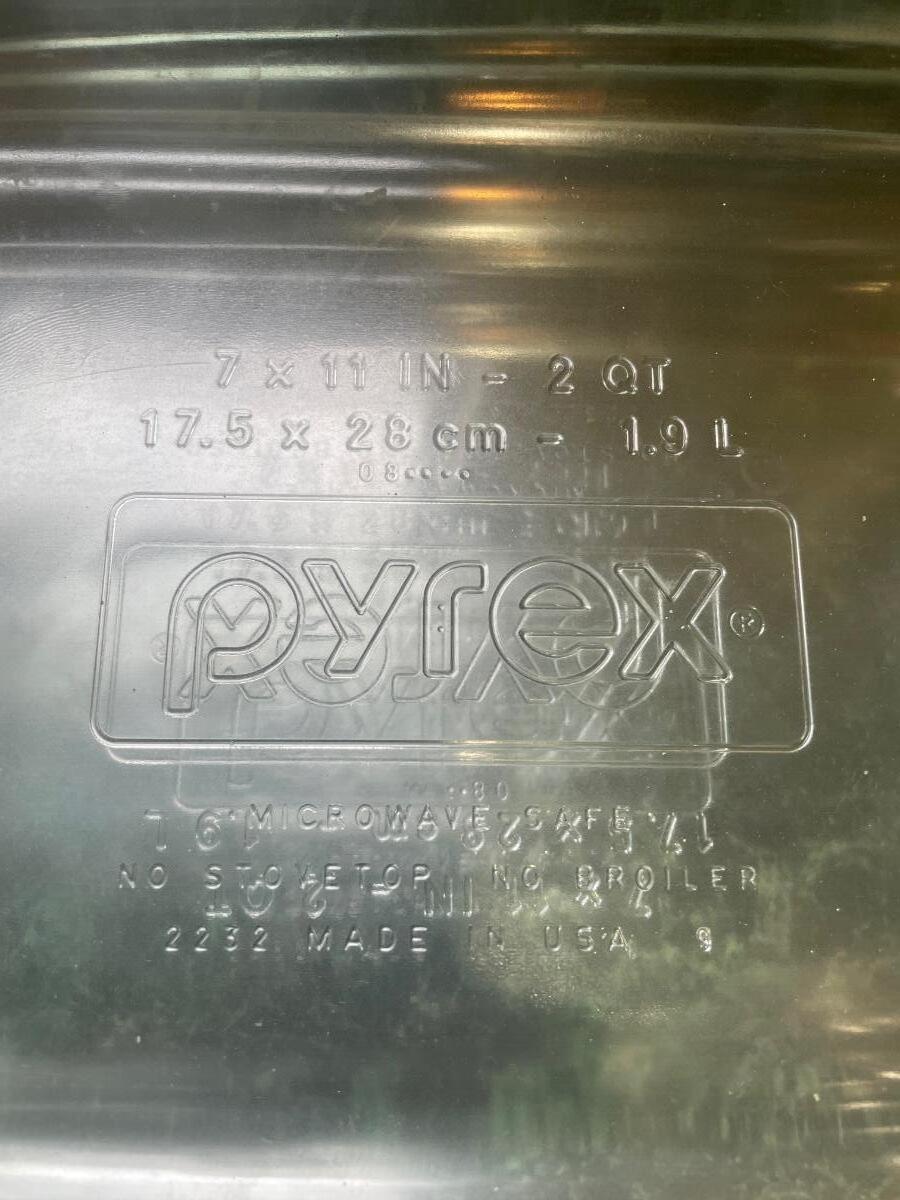 7 x 11 IN - 2 QT
17.5 x 28 cm - 1.9 L
08••••
pyrex ®
MICROWAVE SAFE
NO STOVETOP NO BROILER
2232 MADE IN USA 9